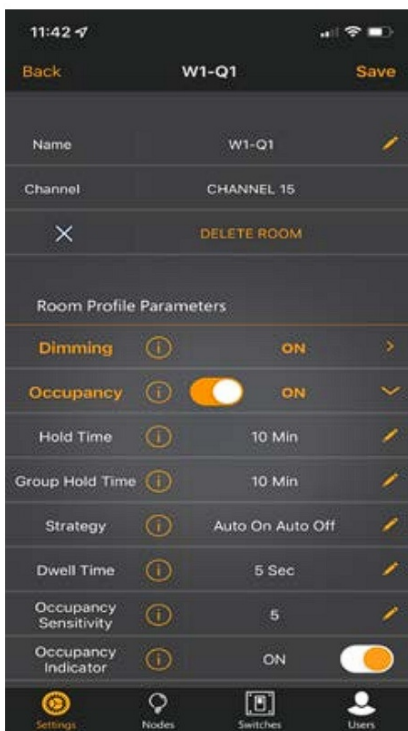 11:42
Back W1-Q1 Save
Name W1-Q1
Channel CHANNEL 15
DELETE ROOM
Room Profile Parameters
Dimming ON
Occupancy ON
Hold Time 10 Min
Group Hold Time 10 Min
Strategy Auto On Auto Off
Dwell Time 5 Sec
Occupancy
Sensitivity 5
Occupancy
Indicator ON
Settings Nodes Switches Users